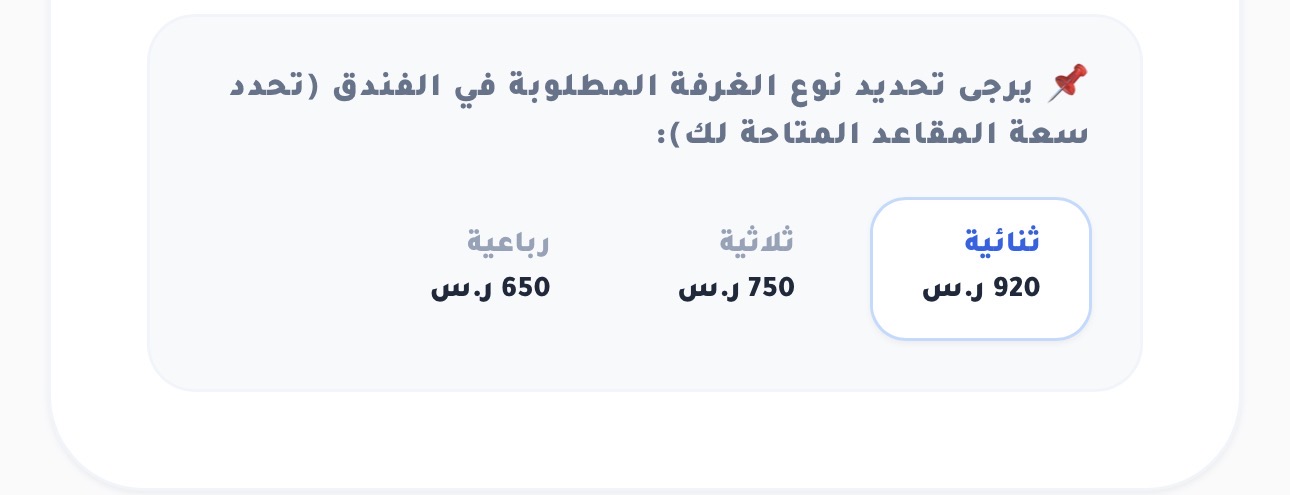 📌 يرجى تحديد نوع الغرفة المطلوبة في الفندق (تحدد
سعة المقاعد المتاحة لك):
ثنائية
920 ر.س
ثلاثية
750 ر.س
رباعية
650 ر.س